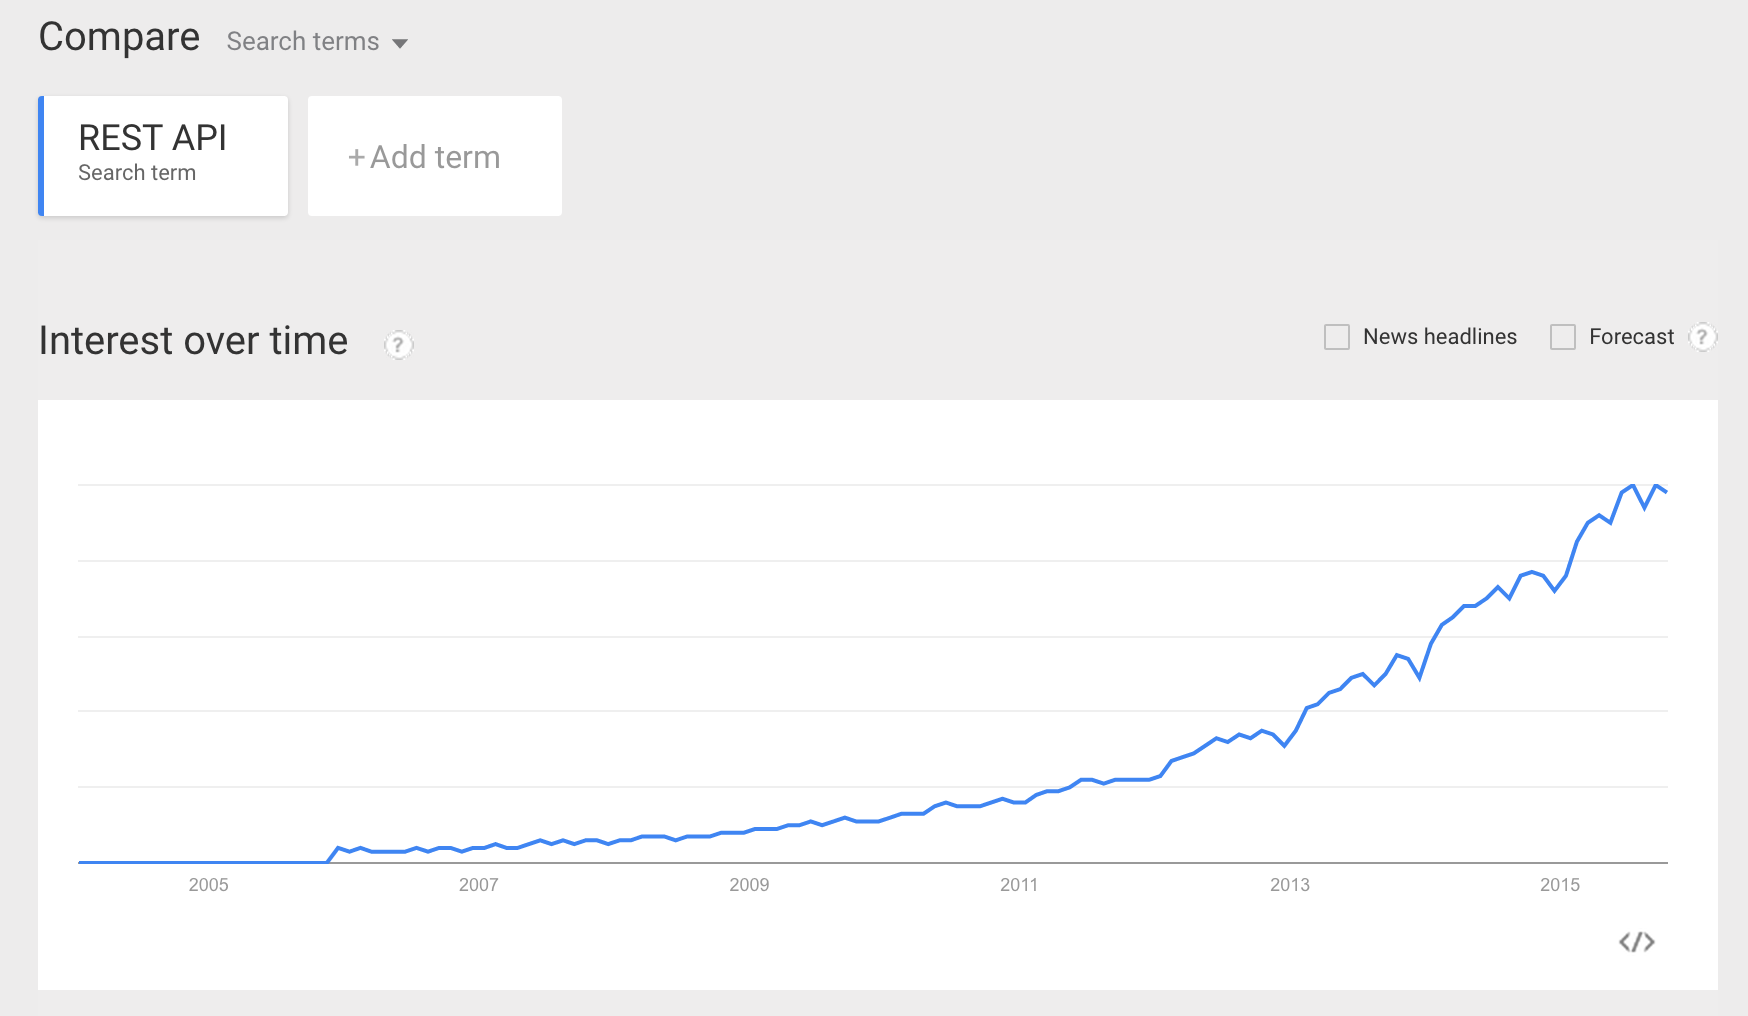 Compare Search terms
REST API
Search term
+ Add term
Interest over time ?
News headlines Forecast ?
2005 2007 2009 2011 2013 2015
</>